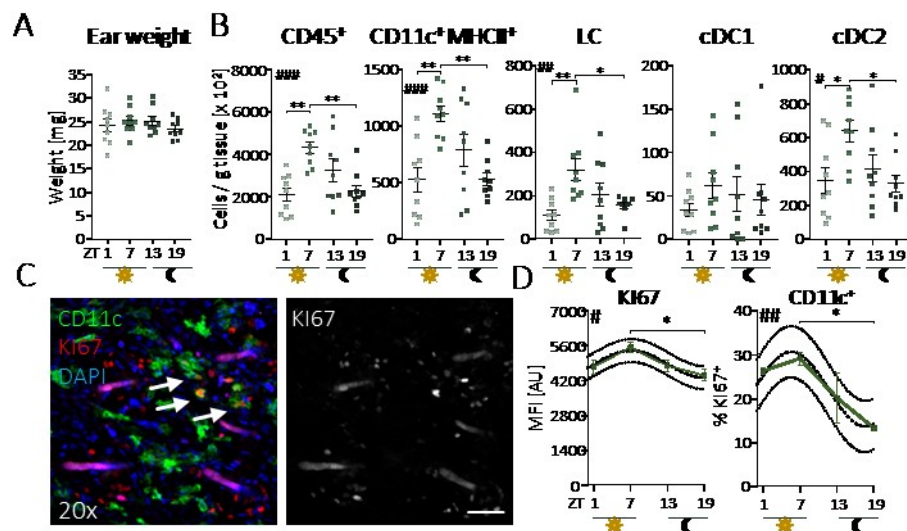 A
B
Ear weight
CD45⁺
CD11c⁺MHCII⁺
LC
cDC1
cDC2
Weight [mg]
35
30
25
20
15
10
5
0
Cells / g tissue [x 10²]
8000
6000
4000
2000
0
###
**
**
1500
1000
500
0
###
**
**
800
600
400
200
0
##
**
*
200
150
100
50
0
1000
800
600
400
200
0
#
*
*
ZT 1 7 13 19
1 7 13 19
1 7 13 19
1 7 13 19
1 7 13 19
1 7 13 19
C
CD11c
KI67
DAPI
20x
KI67
D
KI67
CD11c⁺
MFI [AU]
7000
5600
4200
2800
1400
0
#
*
% KI67⁺
40
30
20
10
0
##
*
ZT 1 7 13 19
1 7 13 19